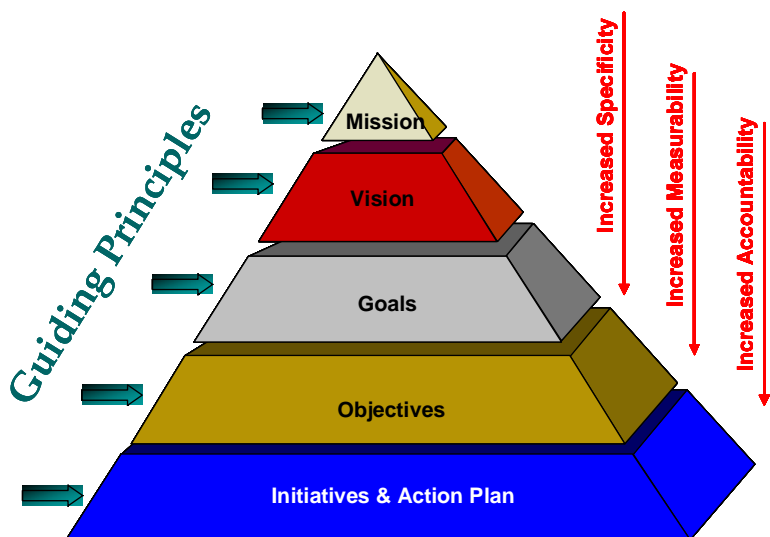 Guiding Principles
Mission
Vision
Goals
Objectives
Initiatives & Action Plan
Increased Specificity
Increased Measurability
Increased Accountability